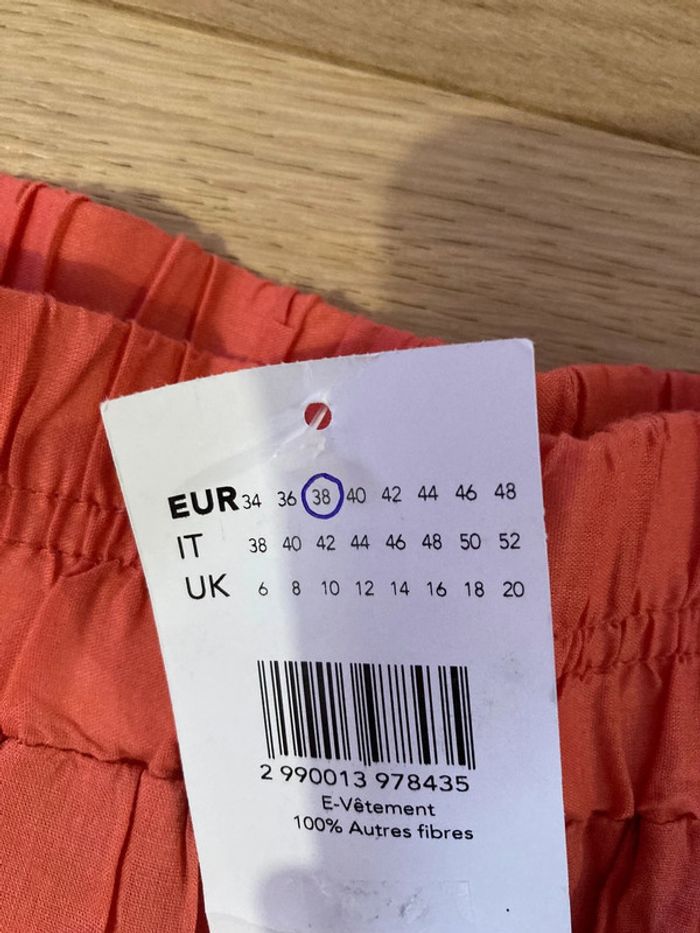 EUR 34 36 38 40 42 44 46 48
IT 38 40 42 44 46 48 50 52
UK 6 8 10 12 14 16 18 20
2 990013 978435
E-Vêtement
100% Autres fibres